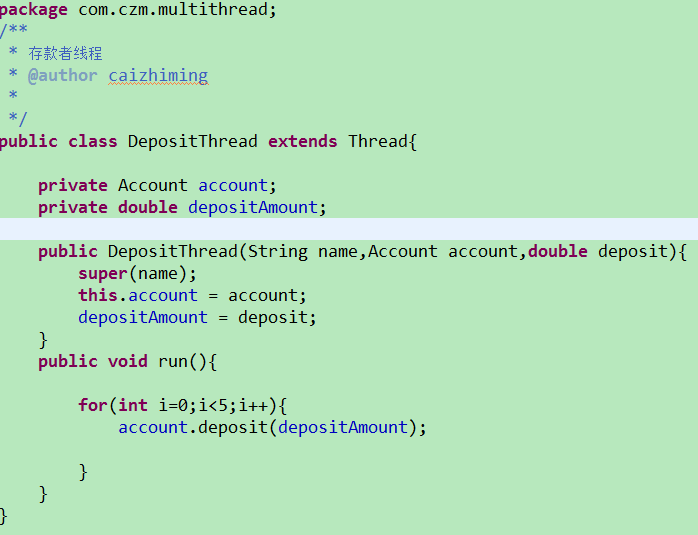 package com.czm.multithread;
/**
 * 存款者线程
 * @author caizhiming
 *
 */
public class DepositThread extends Thread{
    private Account account;
    private double depositAmount;
    public DepositThread(String name,Account account,double deposit){
        super(name);
        this.account = account;
        depositAmount = deposit;
    }
    public void run(){
        for(int i=0;i<5;i++){
            account.deposit(depositAmount);
        }
    }
}